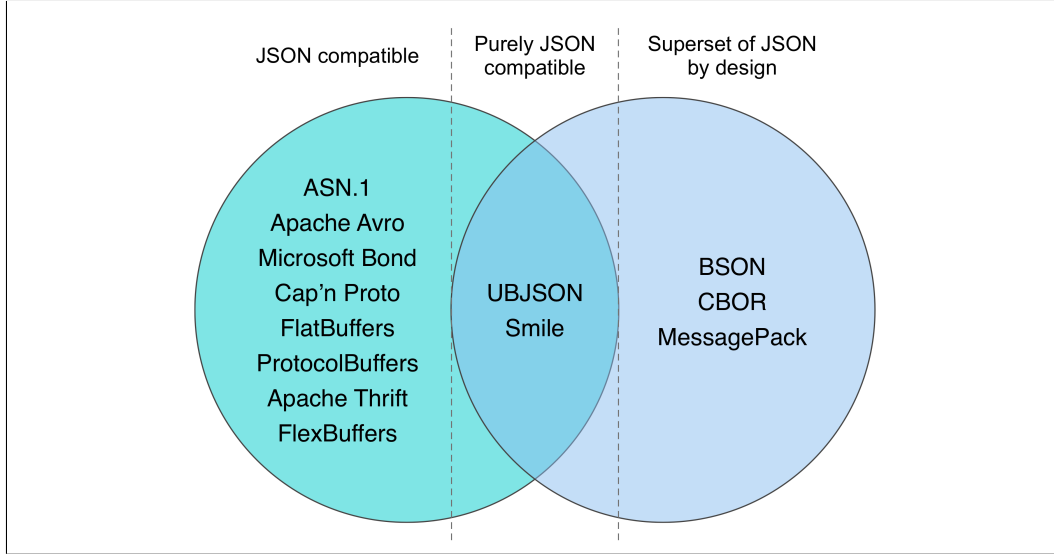 JSON compatible
Purely JSON
compatible
Superset of JSON
by design
ASN.1
Apache Avro
Microsoft Bond
Cap’n Proto
FlatBuffers
ProtocolBuffers
Apache Thrift
FlexBuffers
UBJSON
Smile
BSON
CBOR
MessagePack